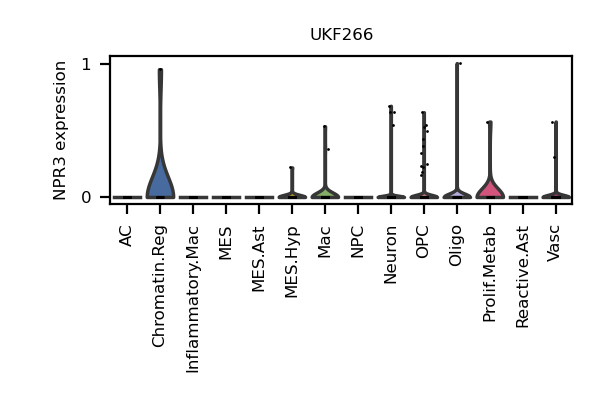 UKF266
NPR3 expression
1
0
AC
Chromatin.Reg
Inflammatory.Mac
MES
MES.Ast
MES.Hyp
Mac
NPC
Neuron
OPC
Oligo
Prolif.Metab
Reactive.Ast
Vasc